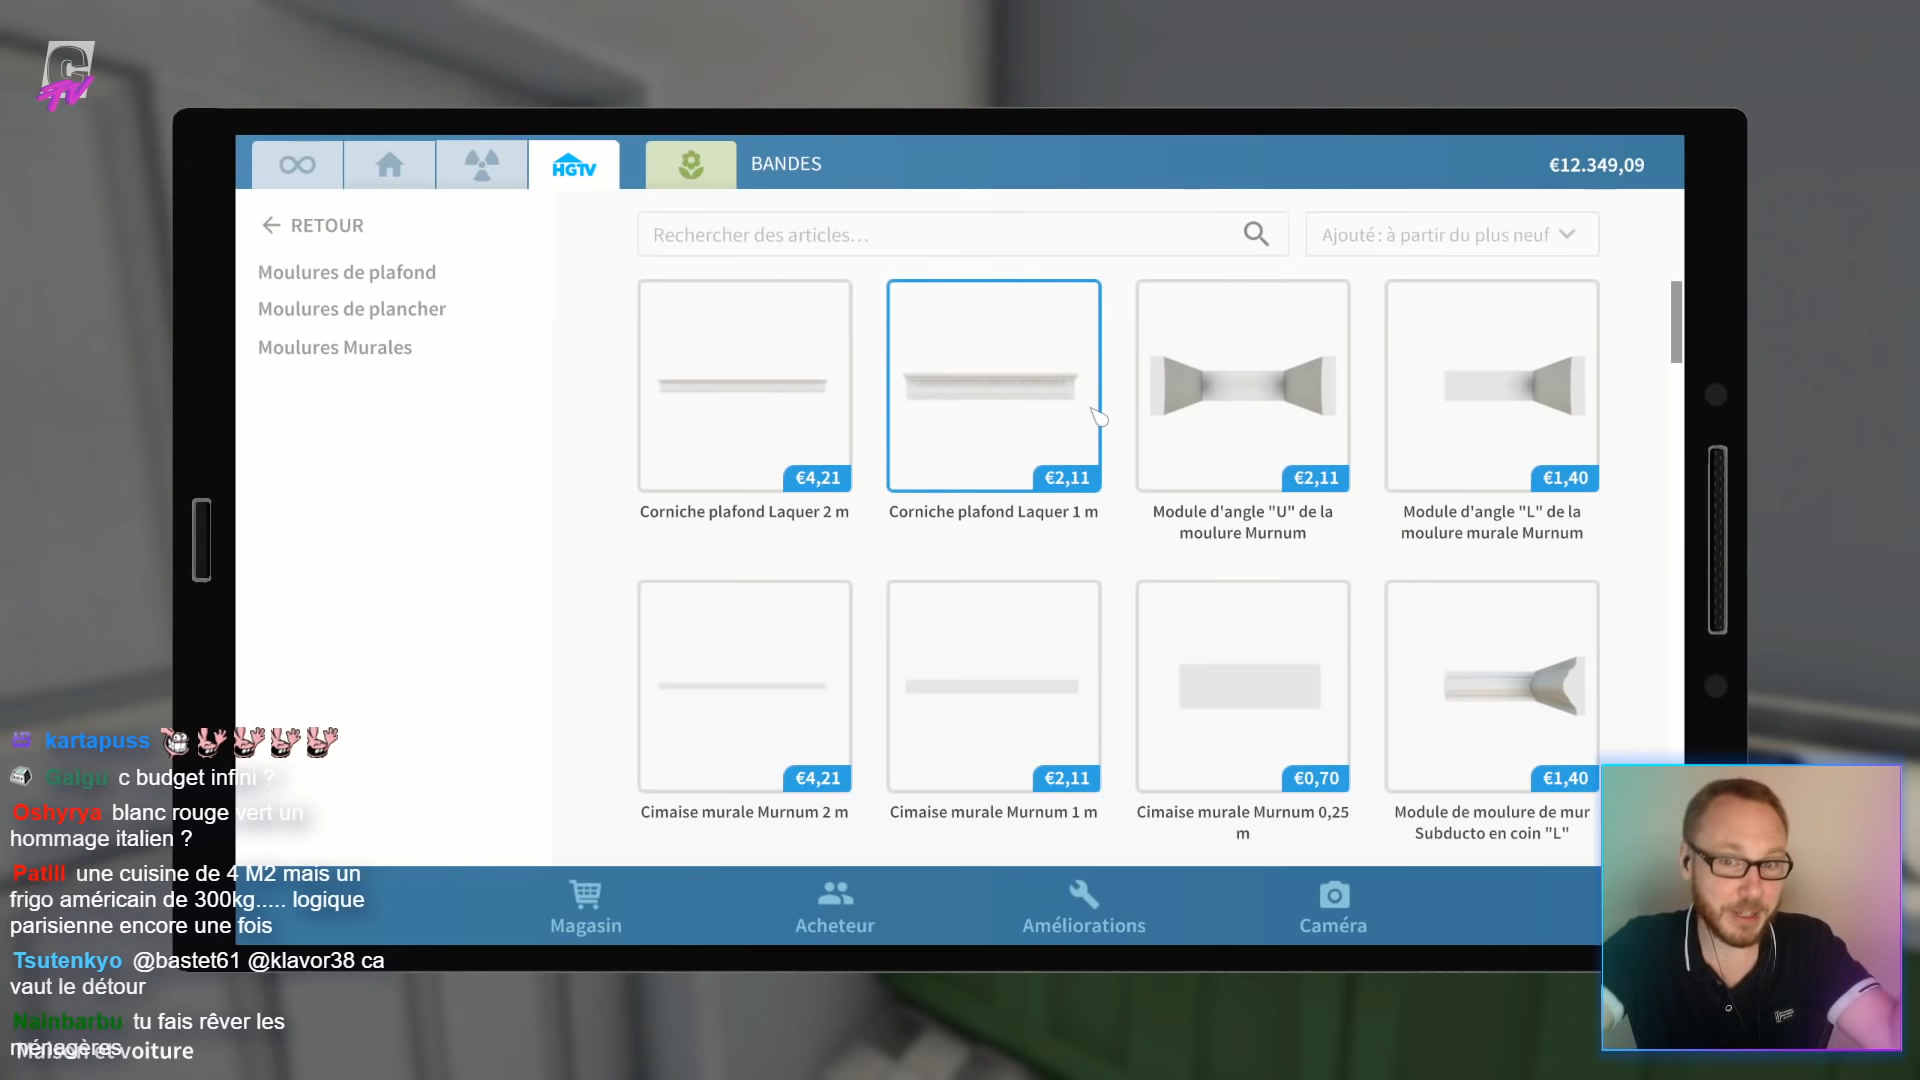 C
TV
HGTV
BANDES
€12.349,09
RETOUR
Moulures de plafond
Moulures de plancher
Moulures Murales
Rechercher des articles...
Ajouté : à partir du plus neuf
€4,21
€2,11
€2,11
€1,40
Corniche plafond Laquer 2 m
Corniche plafond Laquer 1 m
Module d'angle "U" de la
moulure Murnum
Module d'angle "L" de la
moulure murale Murnum
€4,21
€2,11
€0,70
€1,40
Cimaise murale Murnum 2 m
Cimaise murale Murnum 1 m
Cimaise murale Murnum 0,25
m
Module de moulure de mur
Subducto en coin "L"
Magasin
Acheteur
Améliorations
Caméra
kartapuss
Galgu c budget infini ?
Oshyrya blanc rouge vert un
hommage italien ?
Patill une cuisine de 4 M2 mais un
frigo américain de 300kg..... logique
parisienne encore une fois
Tsutenkyo @bastet61 @klavor38 ca
vaut le détour
Nainbarbu tu fais rêver les
ménagères
Maison et voiture